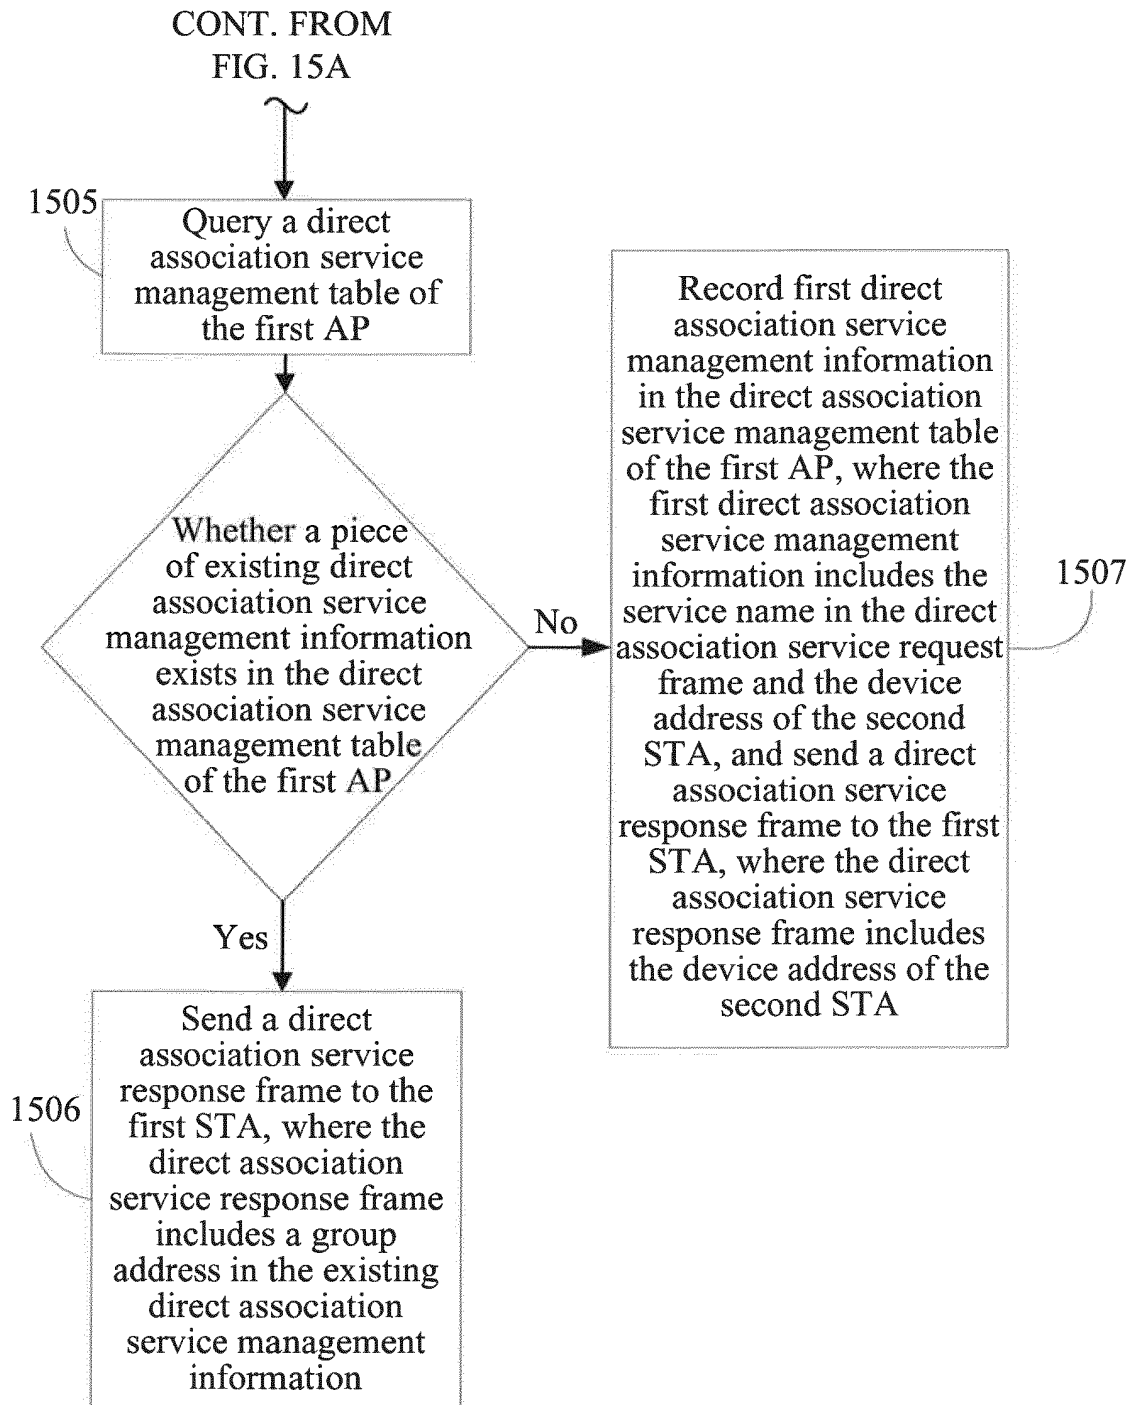 CONT. FROM
FIG. 15A
1505
Query a direct
association service
management table of
the first AP
Whether a piece
of existing direct
association service
management information
exists in the direct
association service
management table
of the first AP
No
Record first direct
association service
management information
in the direct association
service management table
of the first AP, where the
first direct association
service management
information includes the
service name in the direct
association service request
frame and the device
address of the second
STA, and send a direct
association service
response frame to the first
STA, where the direct
association service
response frame includes
the device address of the
second STA
1507
Yes
1506
Send a direct
association service
response frame to the
first STA, where the
direct association
service response frame
includes a group
address in the existing
direct association
service management
information